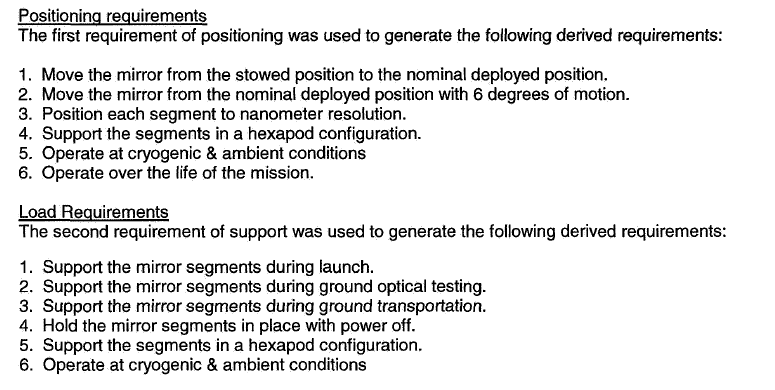 Positioning requirements
The first requirement of positioning was used to generate the following derived requirements:
1. Move the mirror from the stowed position to the nominal deployed position.
2. Move the mirror from the nominal deployed position with 6 degrees of motion.
3. Position each segment to nanometer resolution.
4. Support the segments in a hexapod configuration.
5. Operate at cryogenic & ambient conditions
6. Operate over the life of the mission.
Load Requirements
The second requirement of support was used to generate the following derived requirements:
1. Support the mirror segments during launch.
2. Support the mirror segments during ground optical testing.
3. Support the mirror segments during ground transportation.
4. Hold the mirror segments in place with power off.
5. Support the segments in a hexapod configuration.
6. Operate at cryogenic & ambient conditions